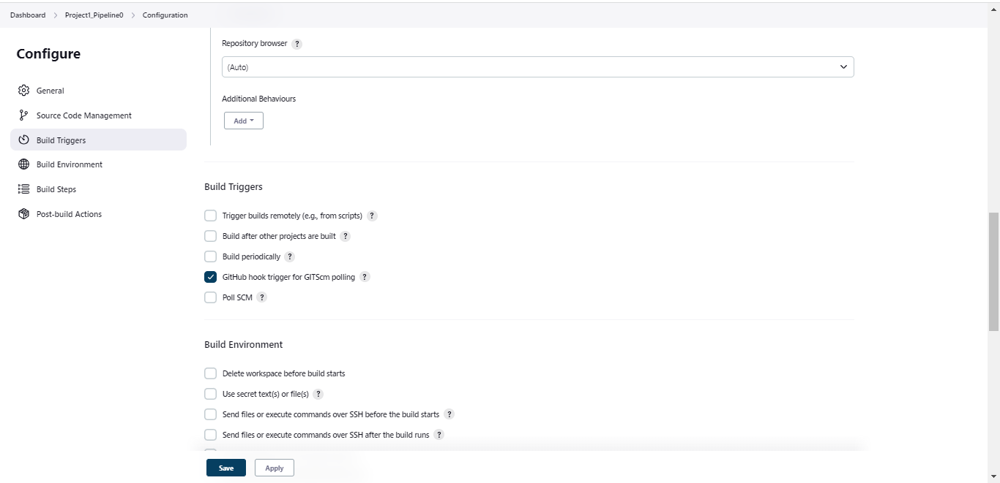 Dashboard > Project1_Pipeline0 > Configuration
Configure
General
Source Code Management
Build Triggers
Build Environment
Build Steps
Post-build Actions
Repository browser ?
(Auto)
Additional Behaviours
Add
Build Triggers
Trigger builds remotely (e.g., from scripts) ?
Build after other projects are built ?
Build periodically ?
GitHub hook trigger for GITScm polling ?
Poll SCM ?
Build Environment
Delete workspace before build starts
Use secret text(s) or file(s) ?
Send files or execute commands over SSH before the build starts ?
Send files or execute commands over SSH after the build runs ?
Save
Apply